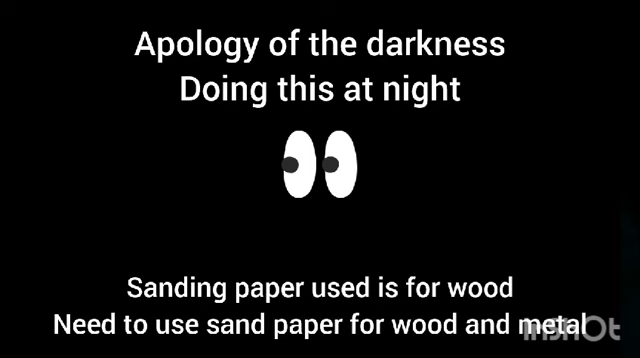 Apology of the darkness
Doing this at night
Sanding paper used is for wood
Need to use sand paper for wood and metal
INSHOT